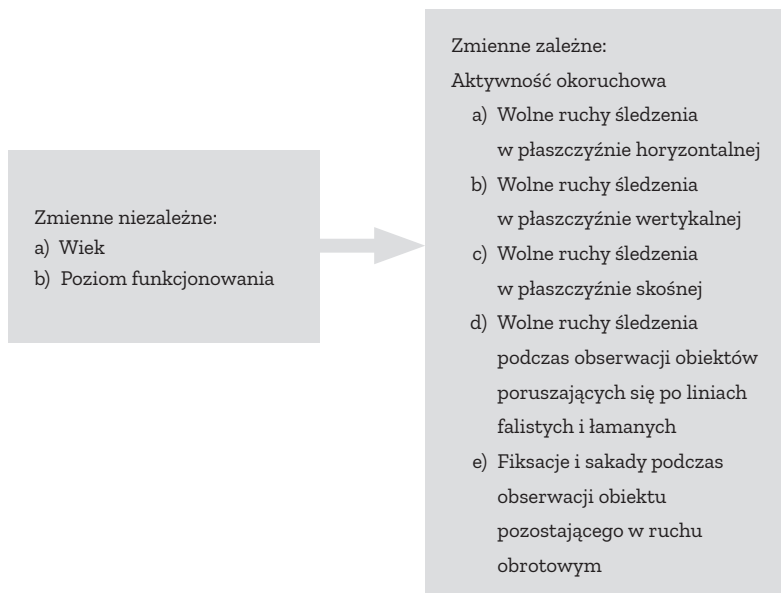 Zmienne niezależne:
a) Wiek
b) Poziom funkcjonowania
Zmienne zależne:
Aktywność okoruchowa
a) Wolne ruchy śledzenia
w płaszczyźnie horyzontalnej
b) Wolne ruchy śledzenia
w płaszczyźnie wertykalnej
c) Wolne ruchy śledzenia
w płaszczyźnie skośnej
d) Wolne ruchy śledzenia
podczas obserwacji obiektów
poruszających się po liniach
falistych i łamanych
e) Fiksacje i sakady podczas
obserwacji obiektu
pozostającego w ruchu
obrotowym